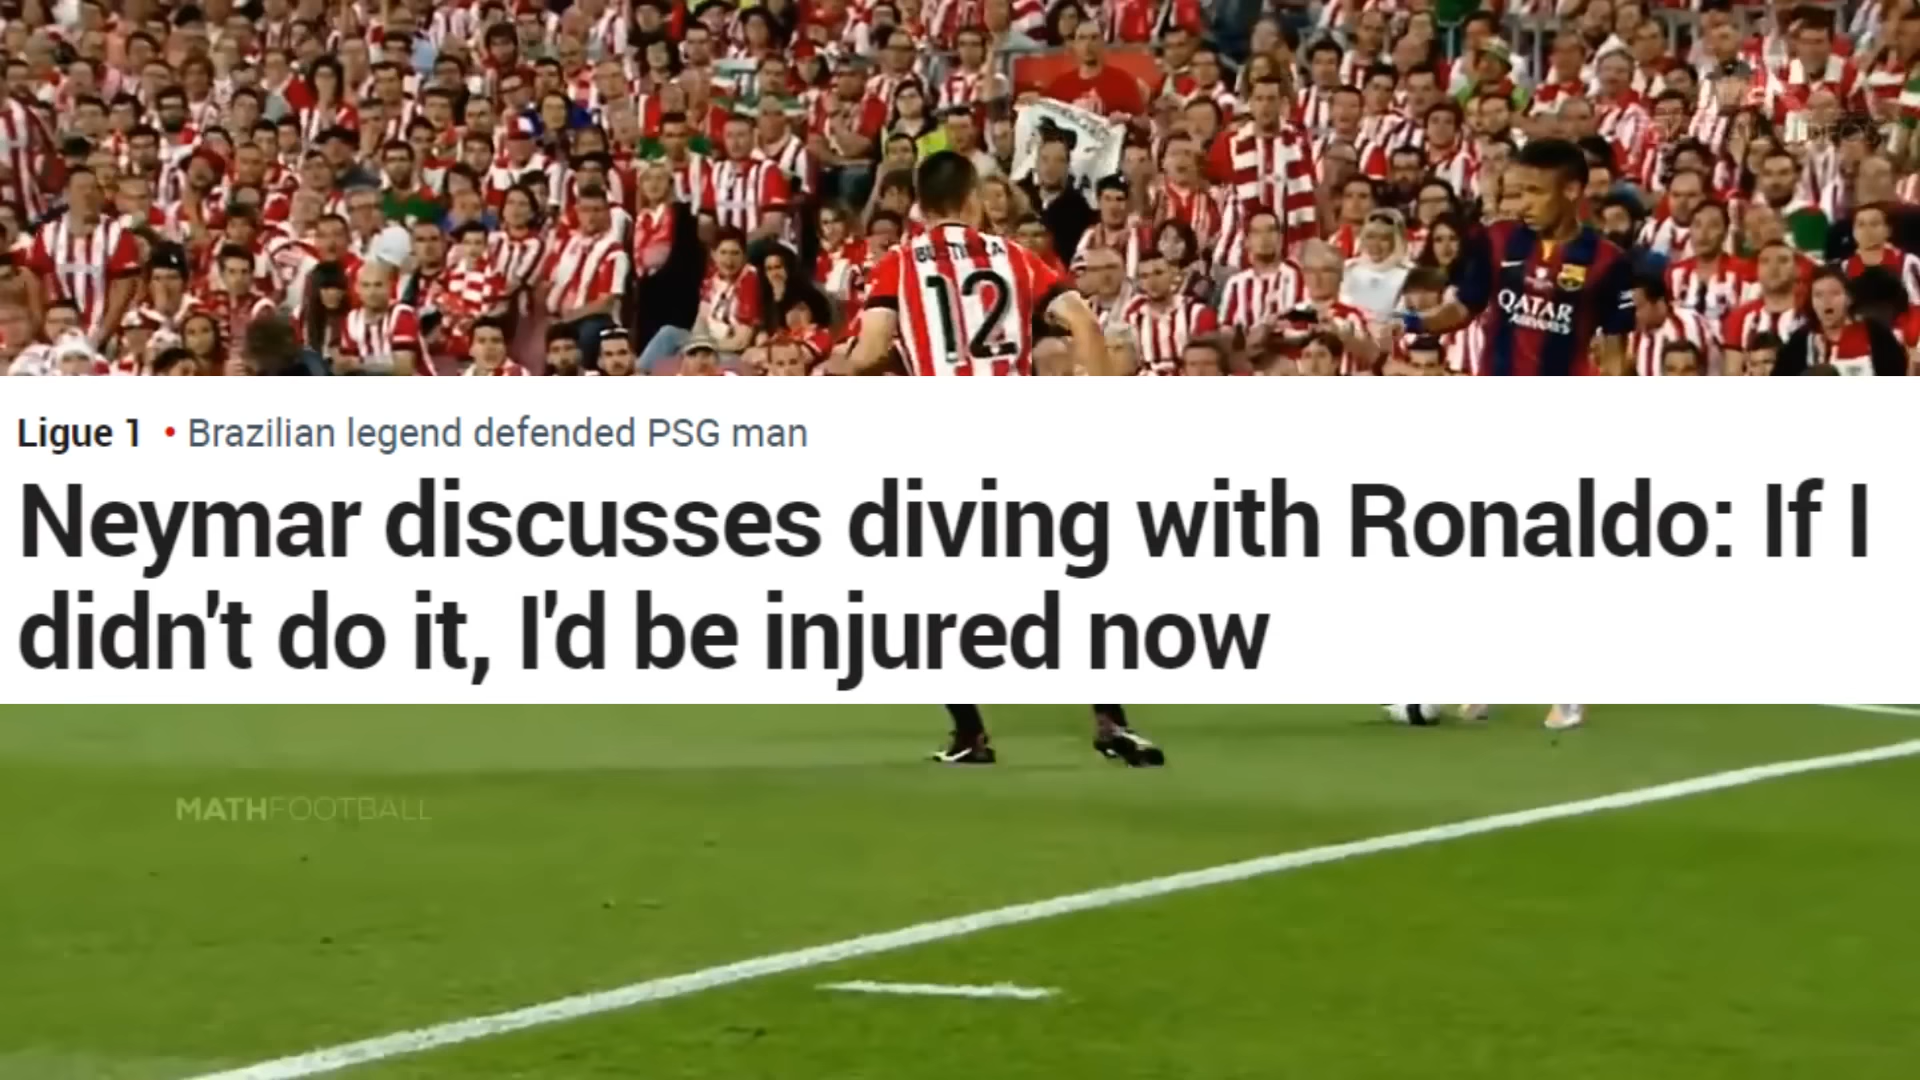 12
QATAR
AIRWAYS
Ligue 1 • Brazilian legend defended PSG man
Neymar discusses diving with Ronaldo: If I
didn't do it, I'd be injured now
MATHFOOTBALL